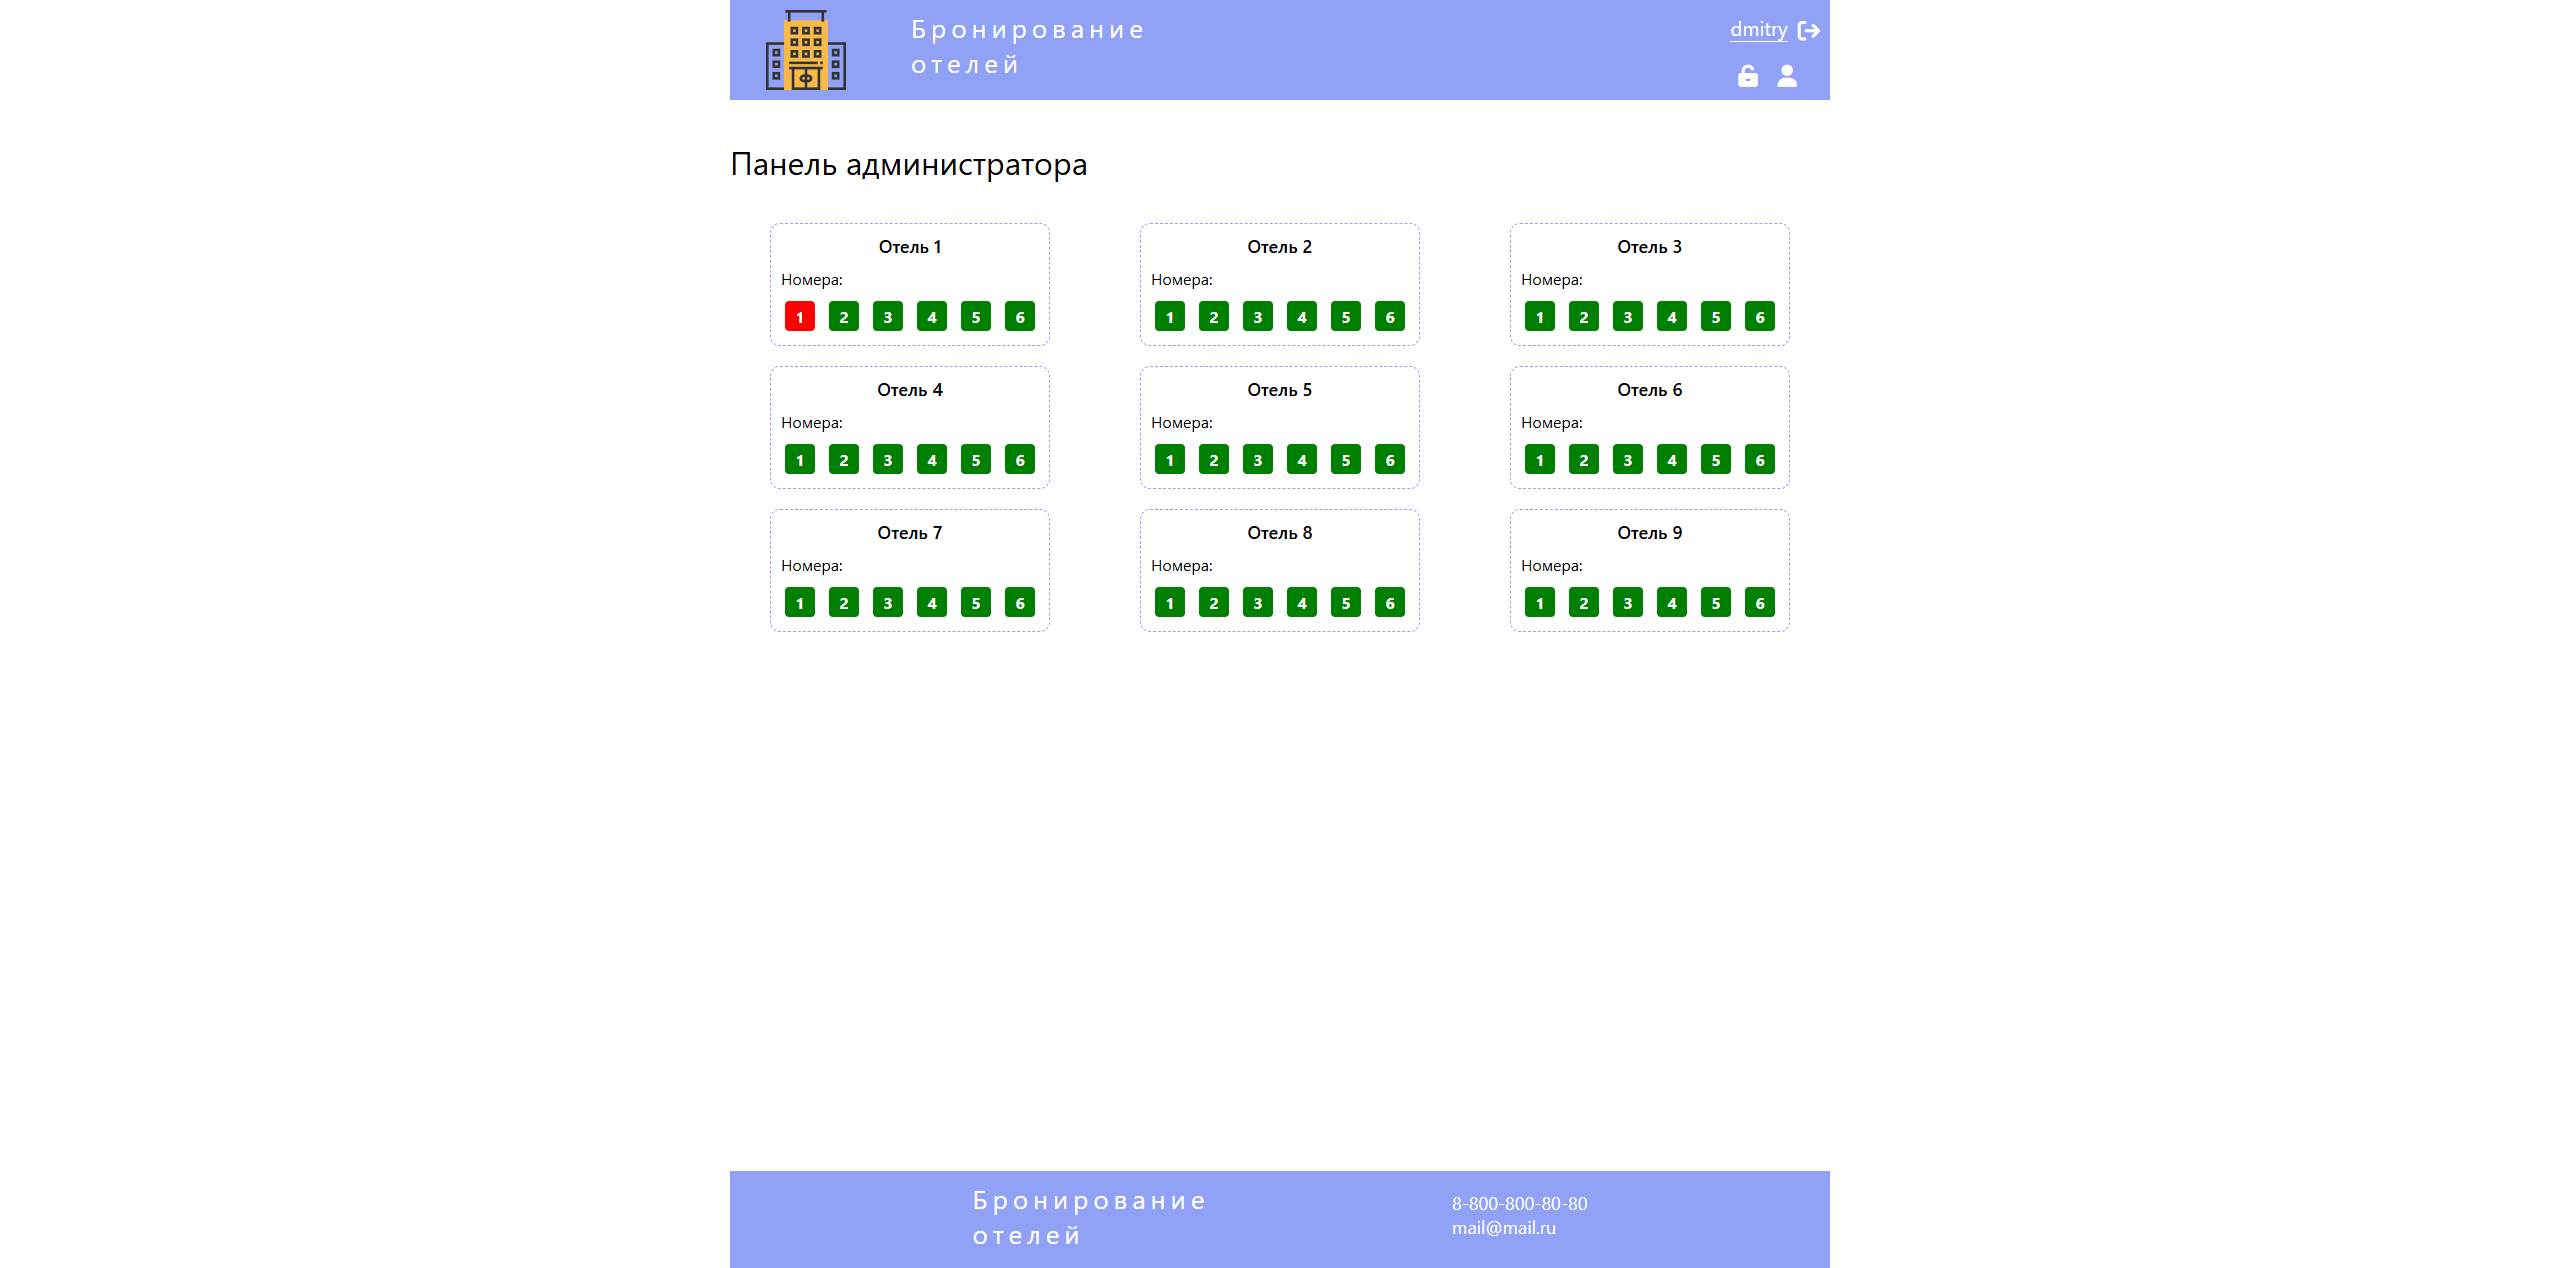 Бронирование
отелей
dmitry
Панель администратора
Отель 1
Номера:
1 2 3 4 5 6
Отель 2
Номера:
1 2 3 4 5 6
Отель 3
Номера:
1 2 3 4 5 6
Отель 4
Номера:
1 2 3 4 5 6
Отель 5
Номера:
1 2 3 4 5 6
Отель 6
Номера:
1 2 3 4 5 6
Отель 7
Номера:
1 2 3 4 5 6
Отель 8
Номера:
1 2 3 4 5 6
Отель 9
Номера:
1 2 3 4 5 6
Бронирование
отелей
8-800-800-80-80
mail@mail.ru